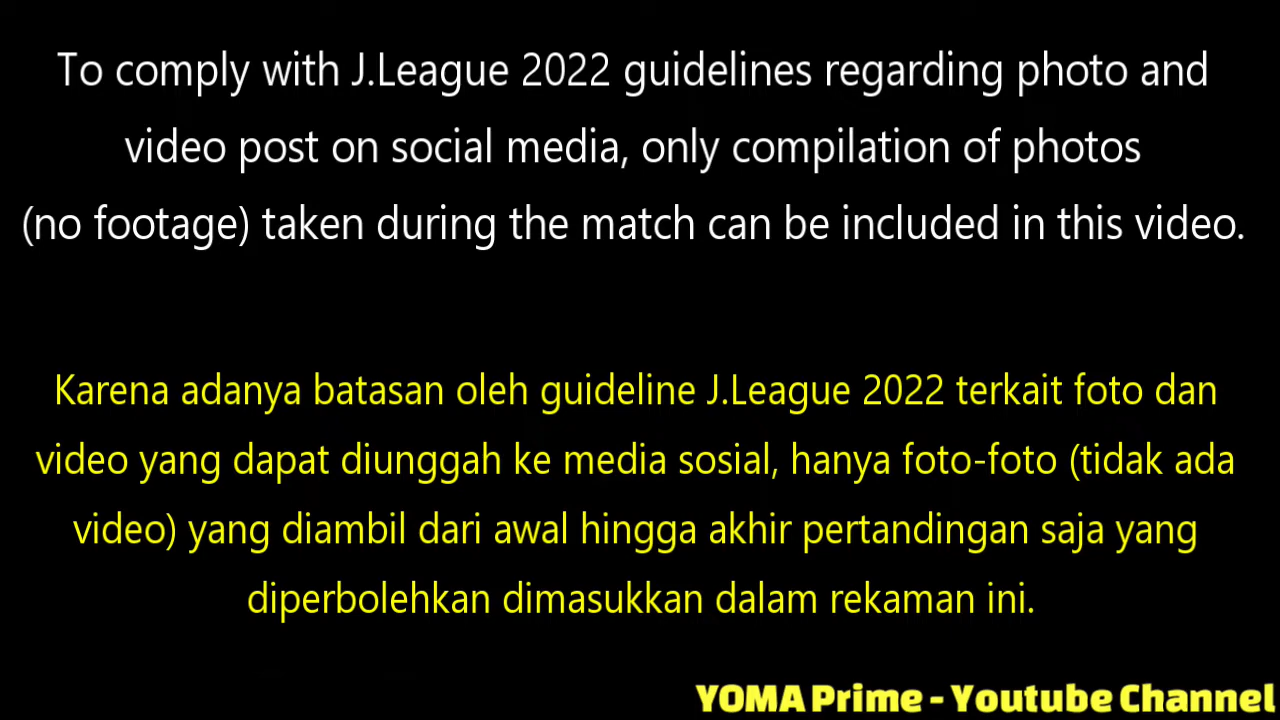 To comply with J.League 2022 guidelines regarding photo and
video post on social media, only compilation of photos
(no footage) taken during the match can be included in this video.
Karena adanya batasan oleh guideline J.League 2022 terkait foto dan
video yang dapat diunggah ke media sosial, hanya foto-foto (tidak ada
video) yang diambil dari awal hingga akhir pertandingan saja yang
diperbolehkan dimasukkan dalam rekaman ini.
YOMA Prime - Youtube Channel